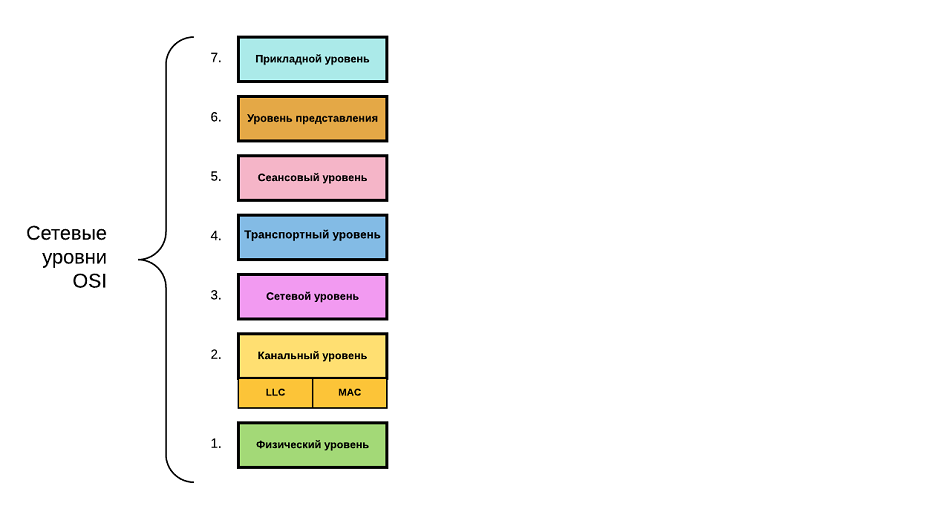 7.
Прикладной уровень
6.
Уровень представления
5.
Сеансовый уровень
4.
Транспортный уровень
Сетевые
уровни
OSI
3.
Сетевой уровень
2.
Канальный уровень
LLC
MAC
1.
Физический уровень